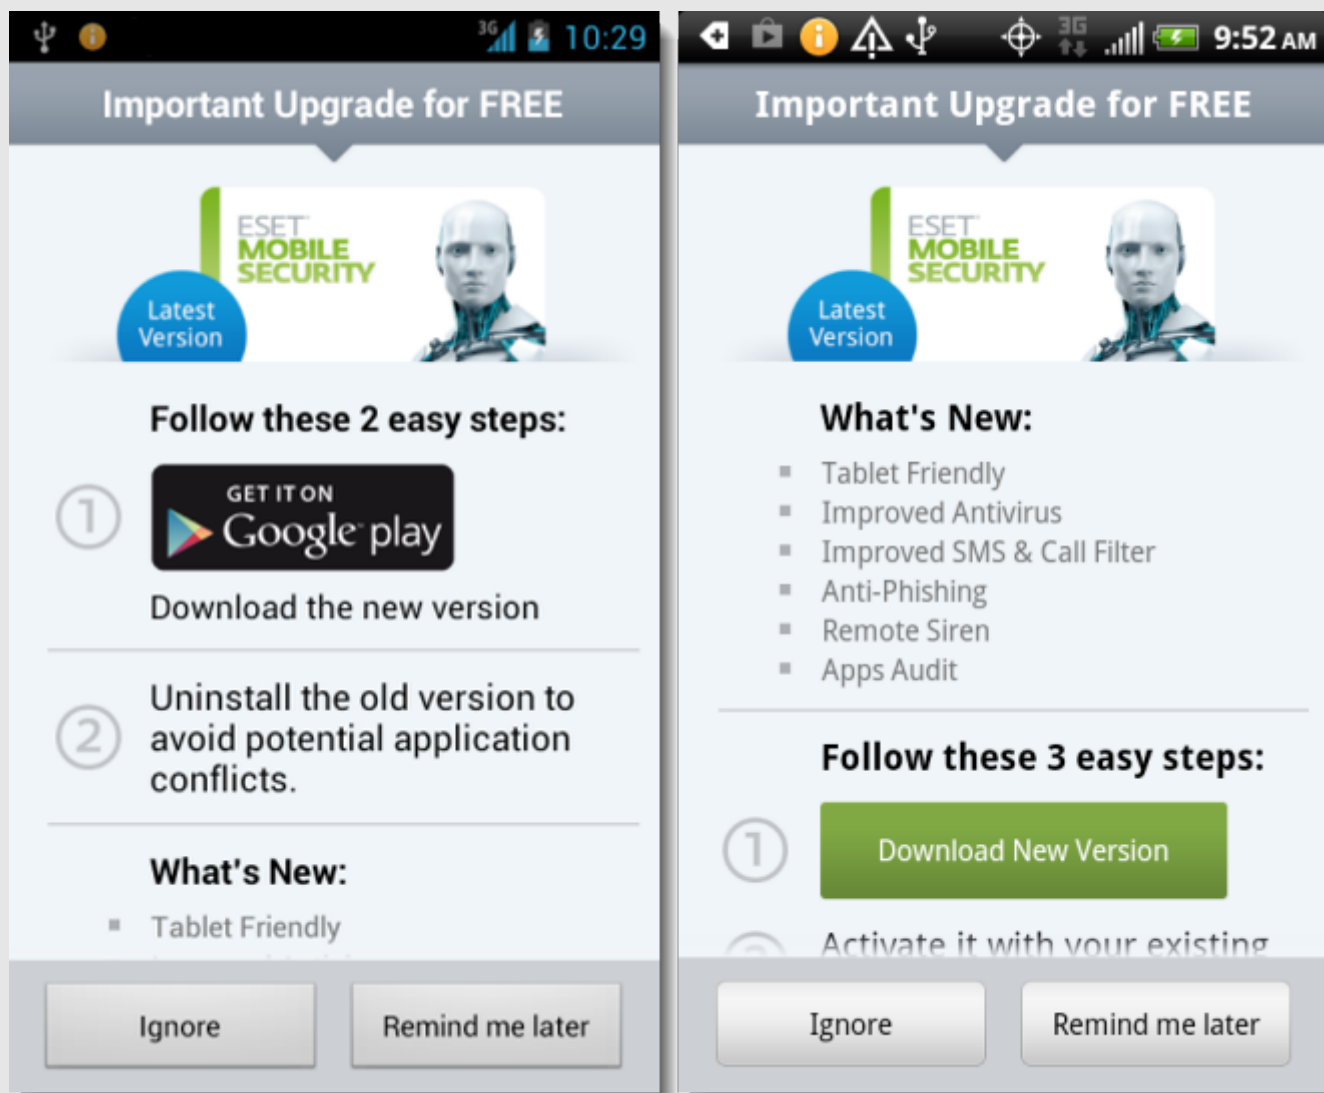 3G 10:29
Important Upgrade for FREE
ESET
MOBILE
SECURITY
Latest
Version
Follow these 2 easy steps:
1
GET IT ON
Google play
Download the new version
2
Uninstall the old version to
avoid potential application
conflicts.
What's New:
Tablet Friendly
Ignore
Remind me later
3G 9:52 AM
Important Upgrade for FREE
ESET
MOBILE
SECURITY
Latest
Version
What's New:
Tablet Friendly
Improved Antivirus
Improved SMS & Call Filter
Anti-Phishing
Remote Siren
Apps Audit
Follow these 3 easy steps:
1
Download New Version
Activate it with your existing
Ignore
Remind me later